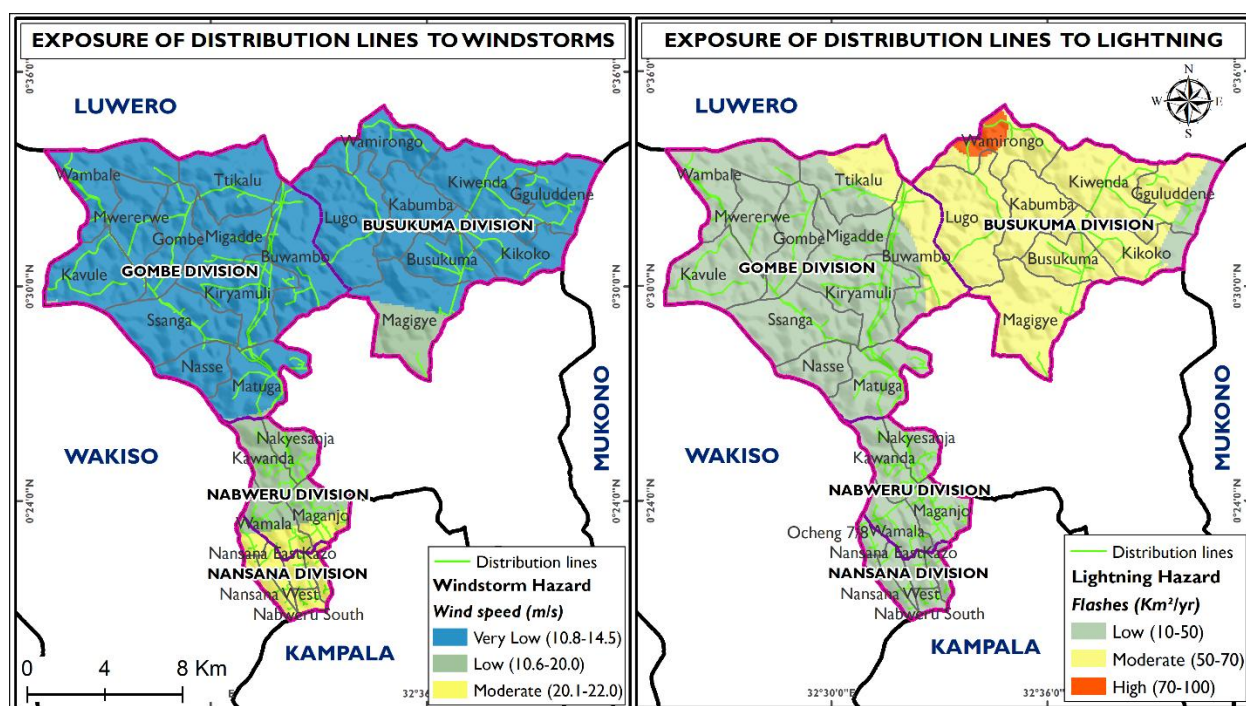 EXPOSURE OF DISTRIBUTION LINES TO WINDSTORMS
0°36'0"N
LUWERO
Wamirongo
Wambale
Ttikalu
Kiwenda
Gguluddene
Mwererwe
Lugo
Kabumba
BUSUKUMA DIVISION
Gombe
Migadde
Buwambo
Busukuma
Kikoko
Kavule
GOMBE DIVISION
Kiryamuli
0°30'0"N
0°30'0"N
Ssanga
Magigye
Nasse
Matuga
WAKISO
MUKONO
Nakyesanja
Kawanda
NABWERU DIVISION
0°24'0"N
0°24'0"N
Wamala
Maganjo
Nansana East
Kazo
NANSANA DIVISION
Nansana West
Nabweru South
KAMPALA
0 4 8 Km
E
32°36
Distribution lines
Windstorm Hazard
Wind speed (m/s)
Very Low (10.8-14.5)
Low (10.6-20.0)
Moderate (20.1-22.0)
EXPOSURE OF DISTRIBUTION LINES TO LIGHTNING
0°36'0"N
N
W E
S
LUWERO
Wamirongo
Wambale
Ttikalu
Kiwenda
Gguluddene
Mwererwe
Lugo
Kabumba
BUSUKUMA DIVISION
Gombe
Migadde
Buwambo
Busukuma
Kikoko
Kavule
GOMBE DIVISION
Kiryamuli
0°30'0"N
Ssanga
Magigye
Nasse
Matuga
WAKISO
MUKONO
Nakyesanja
Kawanda
NABWERU DIVISION
0°24'0"N
Maganjo
Ocheng 7/8
Wamala
Nansana East
Kazo
NANSANA DIVISION
Nansana West
Nabweru South
KAMPALA
32°30'0"E
32°36'0"E
Distribution lines
Lightning Hazard
Flashes (Km²/yr)
Low (10-50)
Moderate (50-70)
High (70-100)